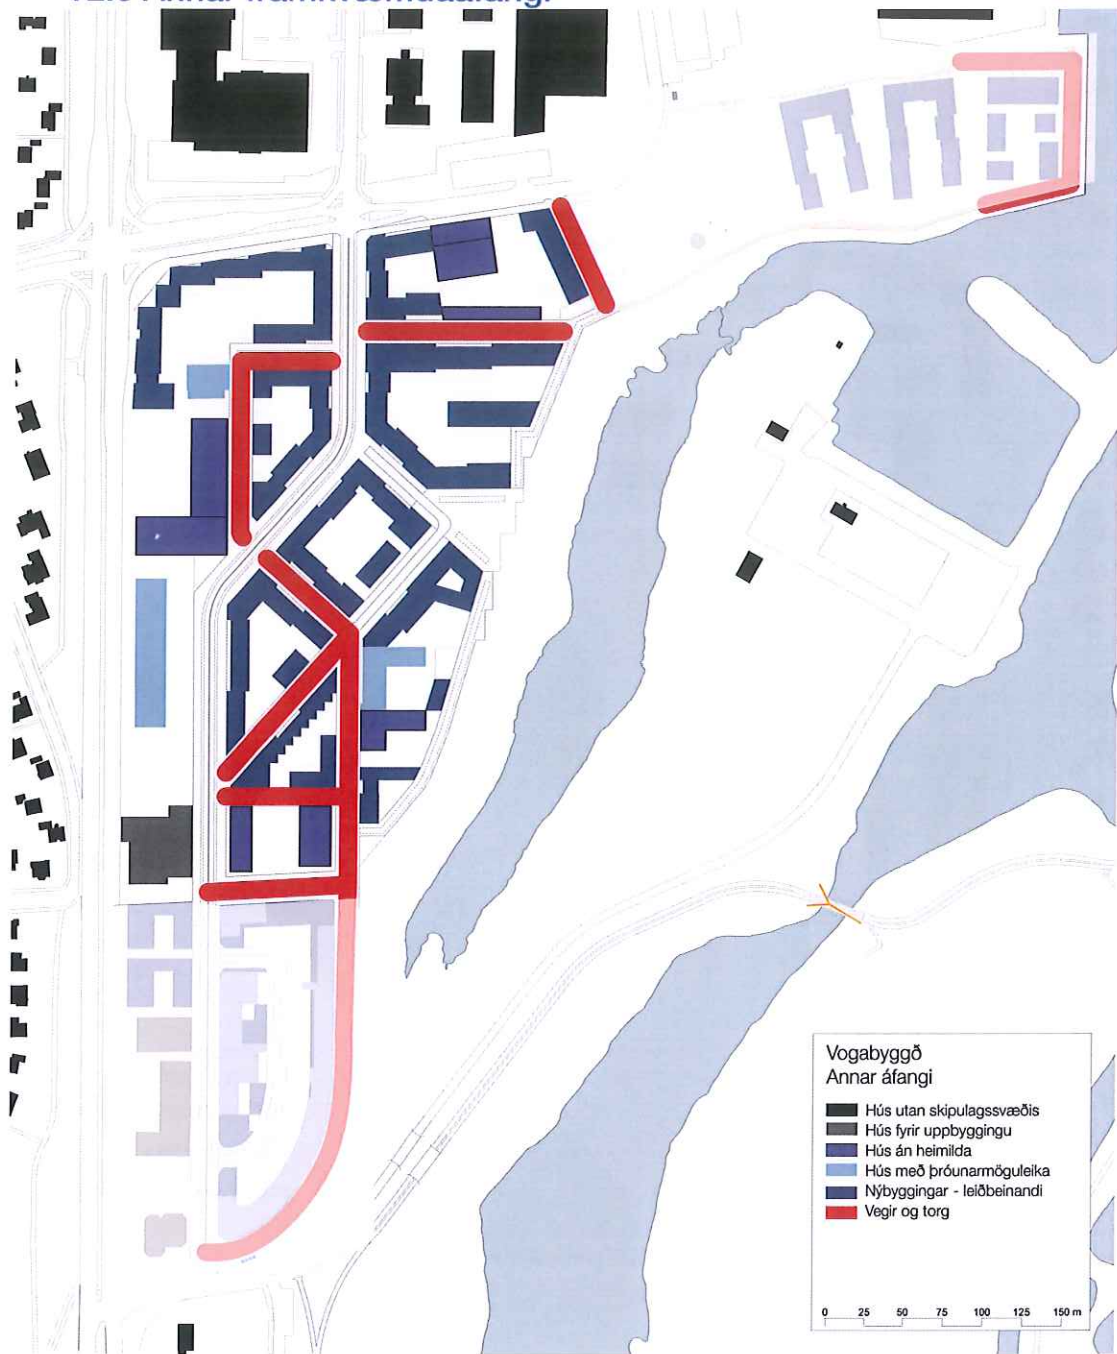 Vogabyggð
Annar áfangi
Hús utan skipulagssvæðis
Hús fyrir uppbyggingu
Hús án heimilda
Hús með þróunarmöguleika
Nýbyggingar - leiðbeinandi
Vegir og torg
0 25 50 75 100 125 150 m